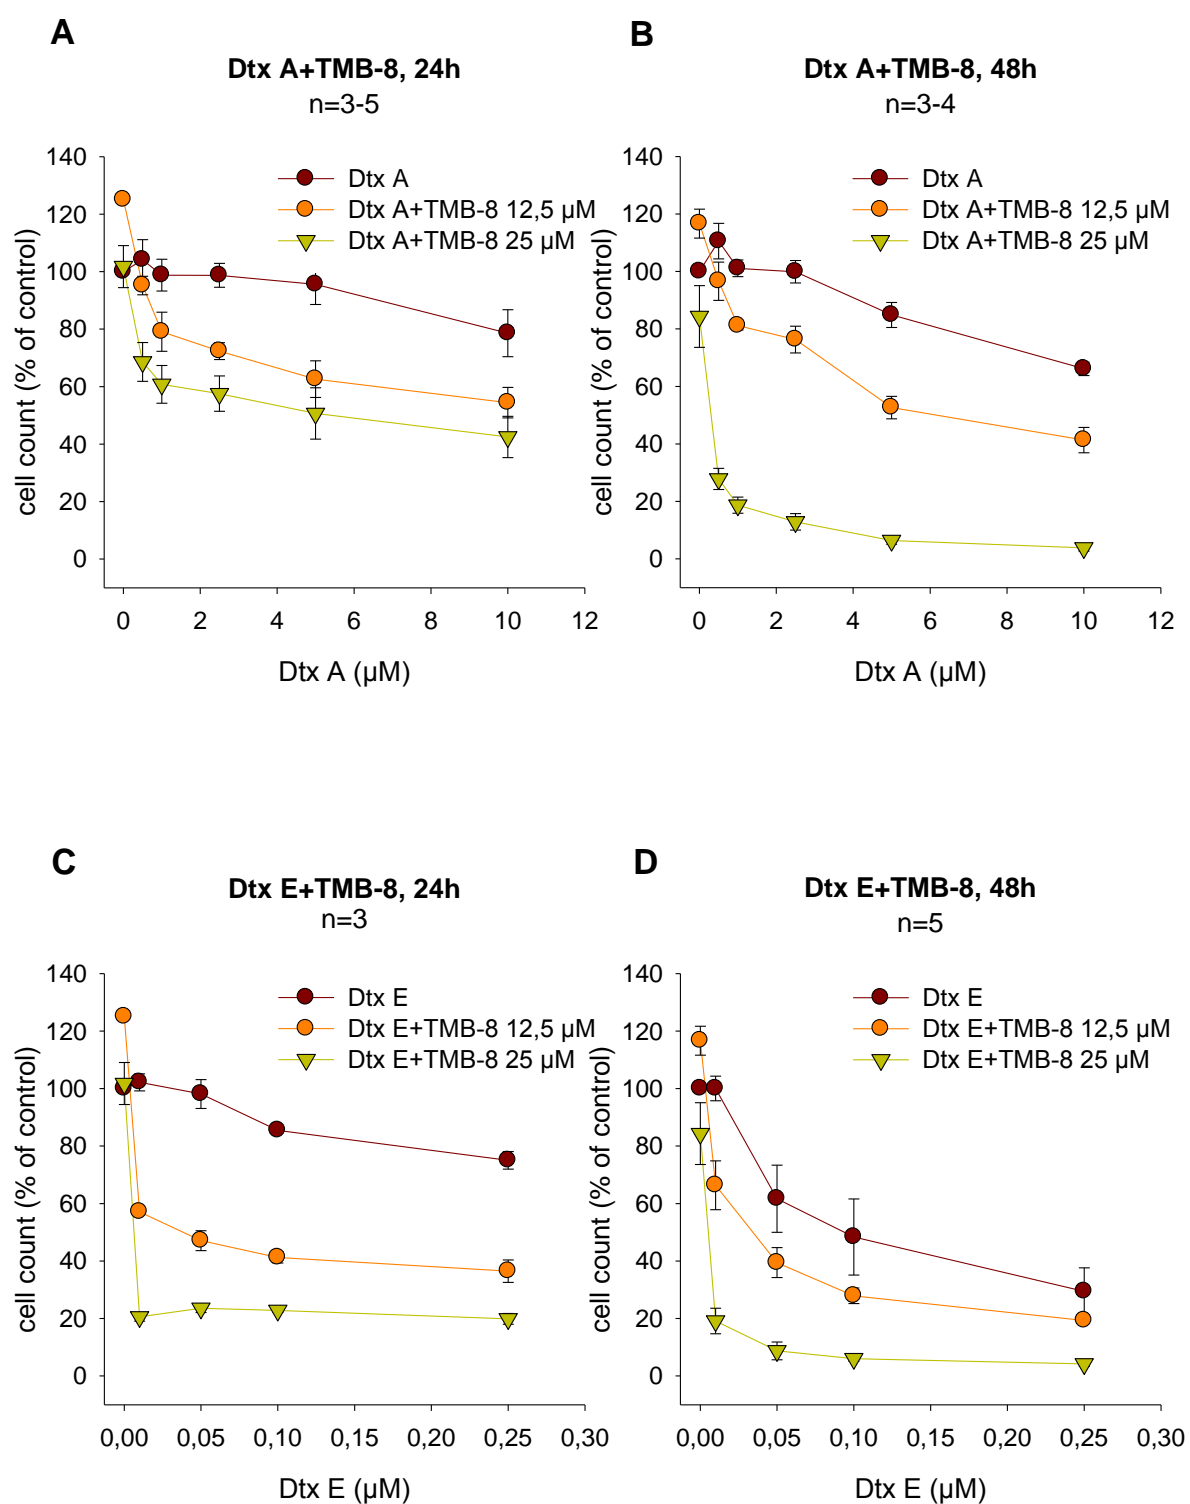 A
Dtx A+TMB-8, 24h
n=3-5
cell count (% of control)
140
120
100
80
60
40
20
0
Dtx A
Dtx A+TMB-8 12,5 µM
Dtx A+TMB-8 25 µM
0 2 4 6 8 10 12
Dtx A (µM)
B
Dtx A+TMB-8, 48h
n=3-4
cell count (% of control)
140
120
100
80
60
40
20
0
Dtx A
Dtx A+TMB-8 12,5 µM
Dtx A+TMB-8 25 µM
0 2 4 6 8 10 12
Dtx A (µM)
C
Dtx E+TMB-8, 24h
n=3
cell count (% of control)
140
120
100
80
60
40
20
0
Dtx E
Dtx E+TMB-8 12,5 µM
Dtx E+TMB-8 25 µM
0,00 0,05 0,10 0,15 0,20 0,25 0,30
Dtx E (µM)
D
Dtx E+TMB-8, 48h
n=5
cell count (% of control)
140
120
100
80
60
40
20
0
Dtx E
Dtx E+TMB-8 12,5 µM
Dtx E+TMB-8 25 µM
0,00 0,05 0,10 0,15 0,20 0,25 0,30
Dtx E (µM)